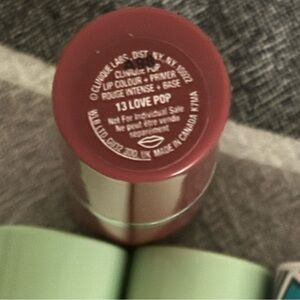 © CLINIQUE LABS, DIST. NY, NY 10022
CLINIQUE POP
LIP COLOUR + PRIMER
ROUGE INTENSE + BASE
13 LOVE POP
Not For Individual Sale
Ne peut être vendu
séparément
UK MADE IN CANADA